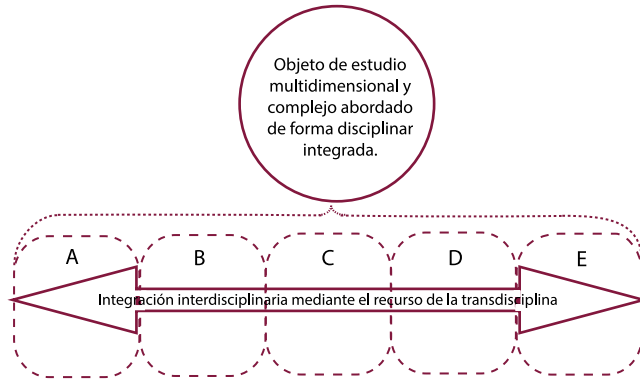 Objeto de estudio
multidimensional y
complejo abordado
de forma disciplinar
integrada.
A B C D E
Integración interdisciplinaria mediante el recurso de la transdisciplina